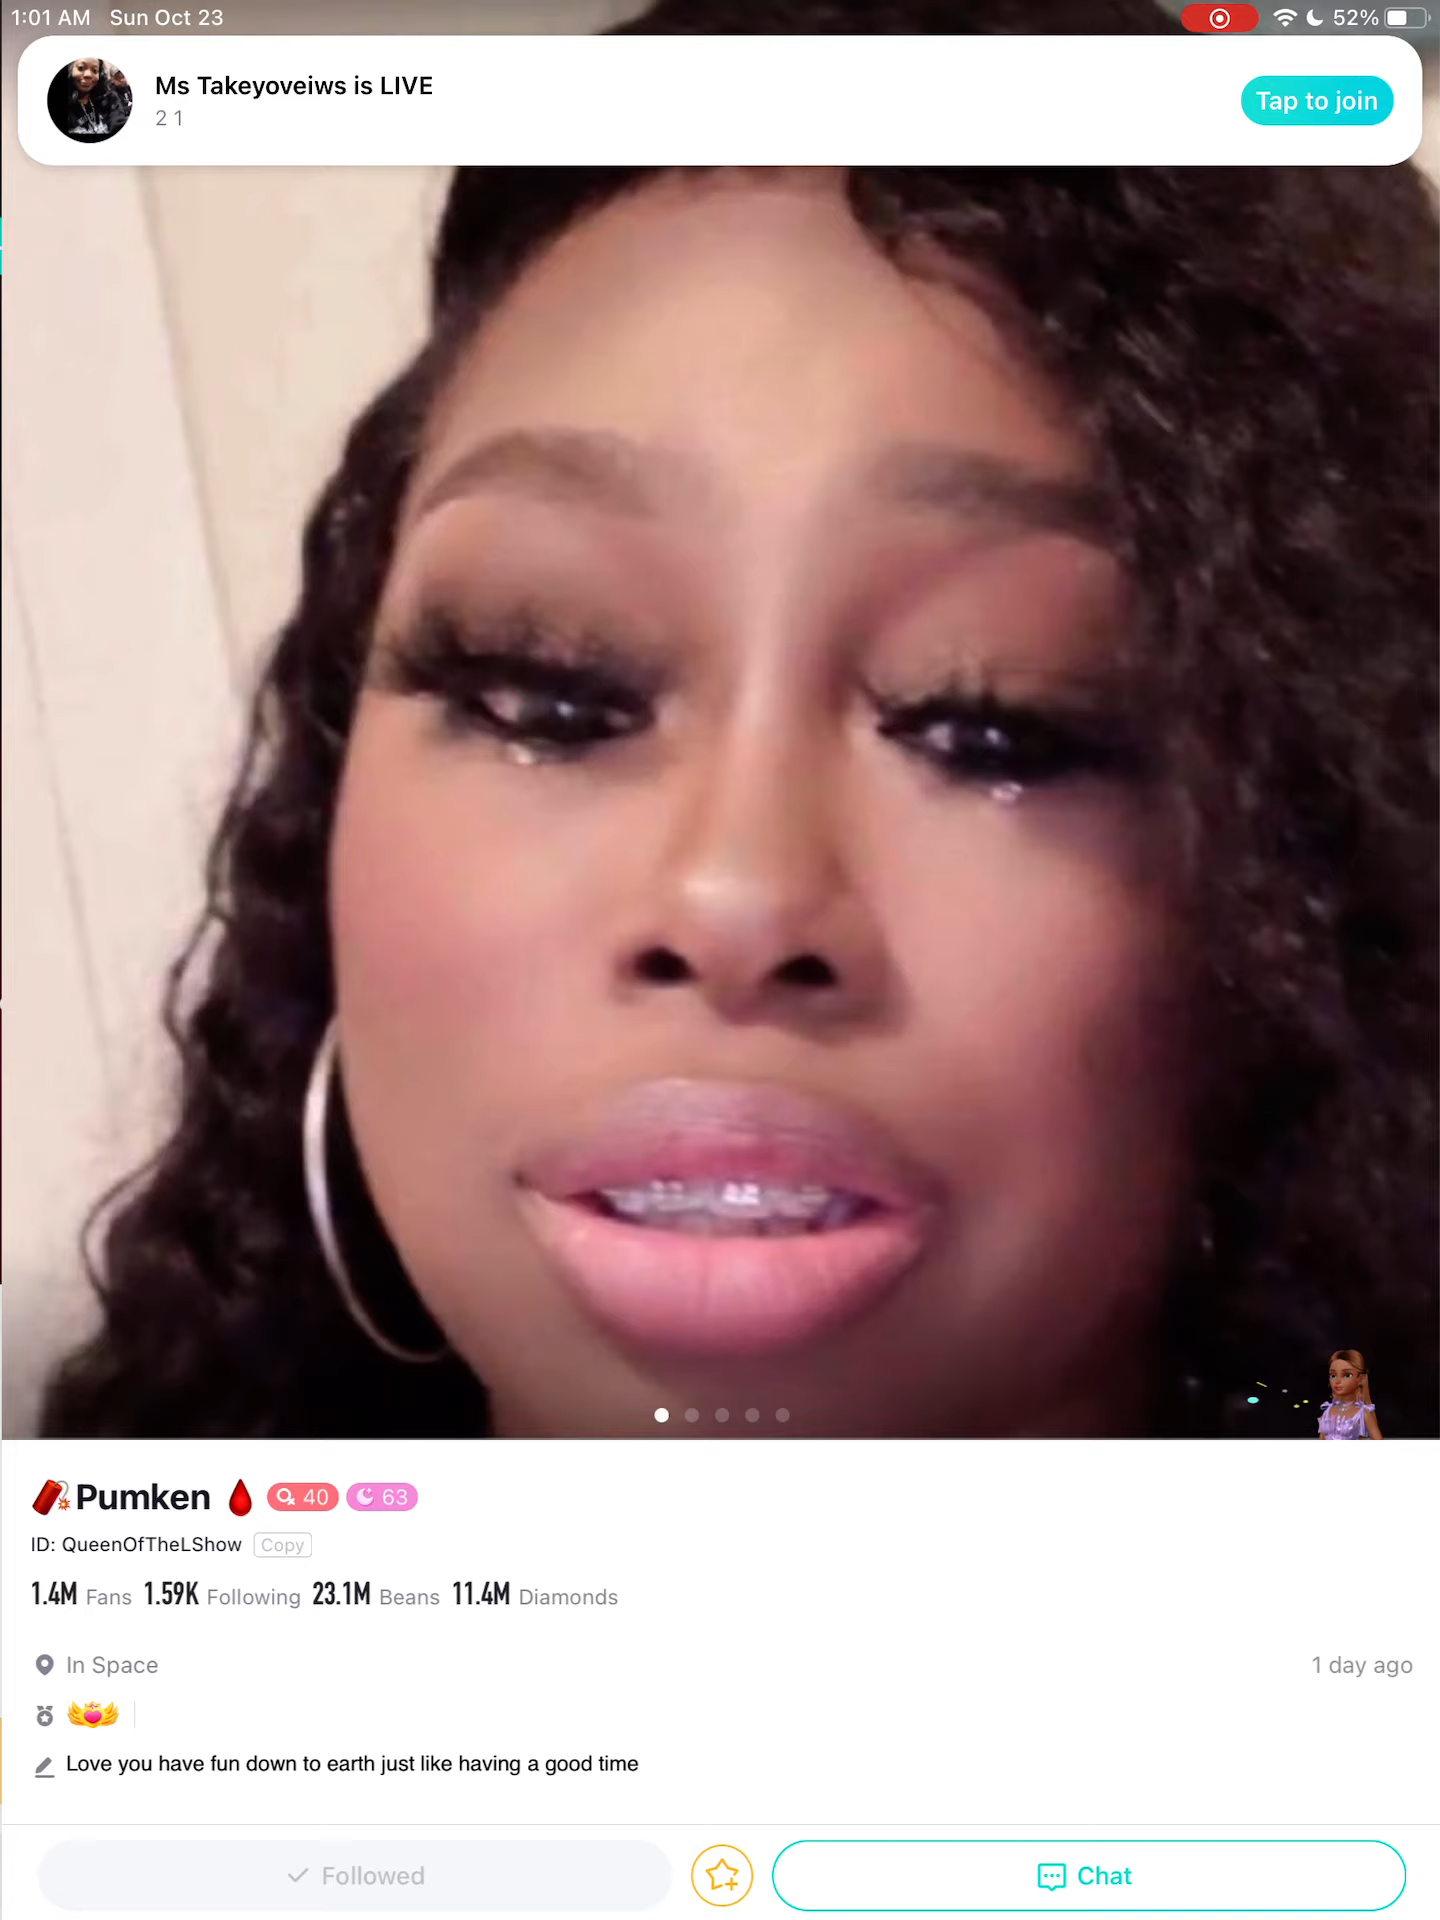 1:01 AM Sun Oct 23 52%
Ms Takeyoveiws is LIVE
2 1
Tap to join
Pumken 40 63
ID: QueenOfTheLShow Copy
1.4M Fans 1.59K Following 23.1M Beans 11.4M Diamonds
In Space 1 day ago
Love you have fun down to earth just like having a good time
Followed Chat